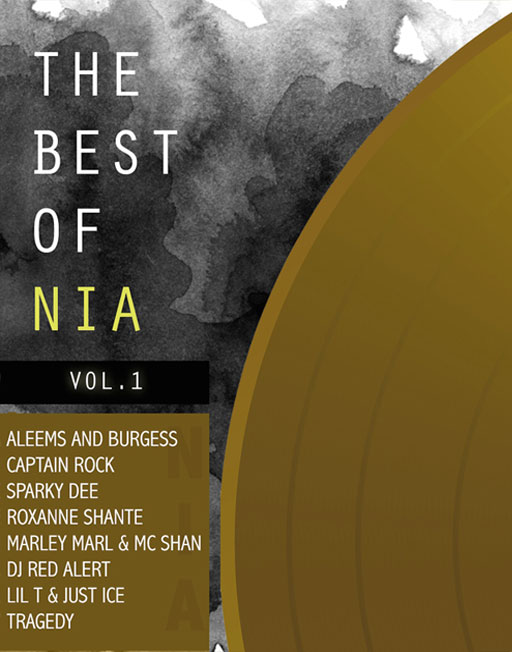 THE
BEST
OF
NIA
VOL.1
ALEEMS AND BURGESS
CAPTAIN ROCK
SPARKY DEE
ROXANNE SHANTE
MARLEY MARL & MC SHAN
DJ RED ALERT
LIL T & JUST ICE
TRAGEDY
N
I
A